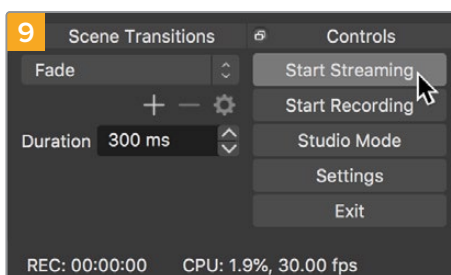 9
Scene Transitions
Controls
Fade
Start Streaming
Start Recording
Duration 300 ms
Studio Mode
Settings
Exit
REC: 00:00:00 CPU: 1.9%, 30.00 fps